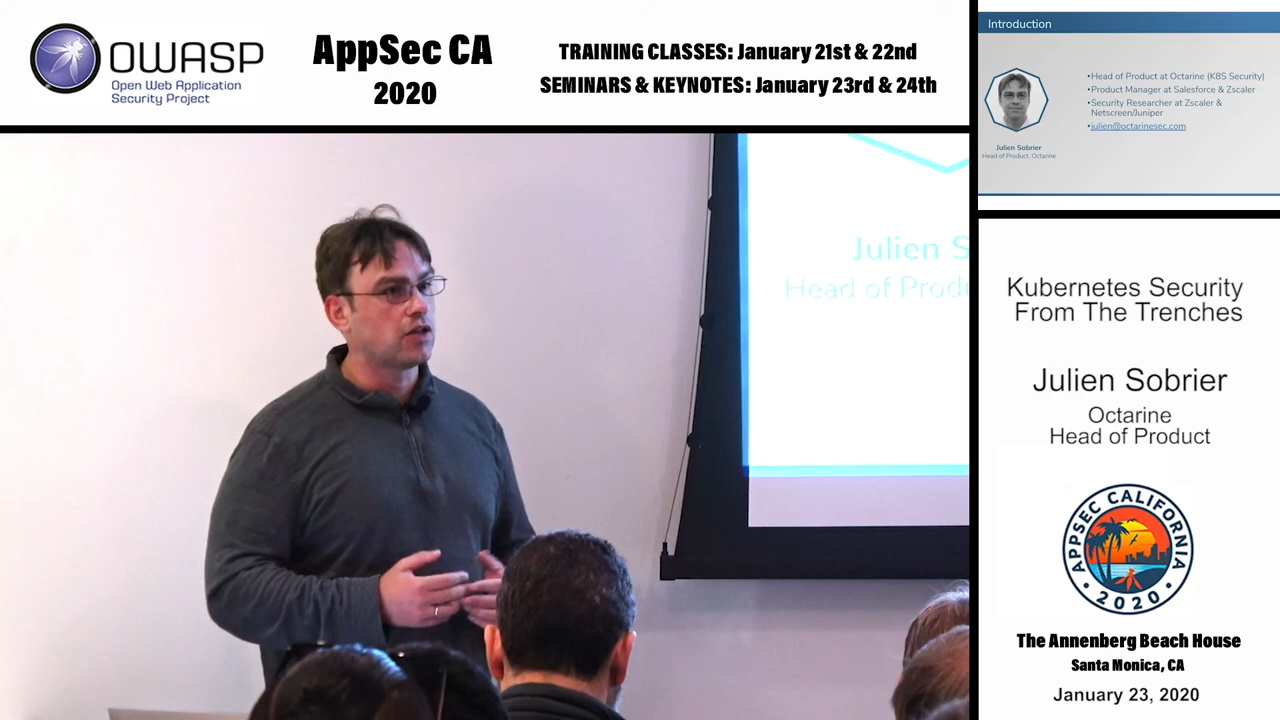 OWASP
Open Web Application
Security Project
AppSec CA
2020
TRAINING CLASSES: January 21st & 22nd
SEMINARS & KEYNOTES: January 23rd & 24th
Introduction
•Head of Product at Octarine (K8S Security)
•Product Manager at Salesforce & Zscaler
•Security Researcher at Zscaler &
Netscreen/Juniper
•julien@octarinesec.com
Julien Sobrier
Head of Product, Octarine
Julien S
Head of Produ
Kubernetes Security
From The Trenches
Julien Sobrier
Octarine
Head of Product
APPSEC CALIFORNIA
• 2020 •
The Annenberg Beach House
Santa Monica, CA
January 23, 2020